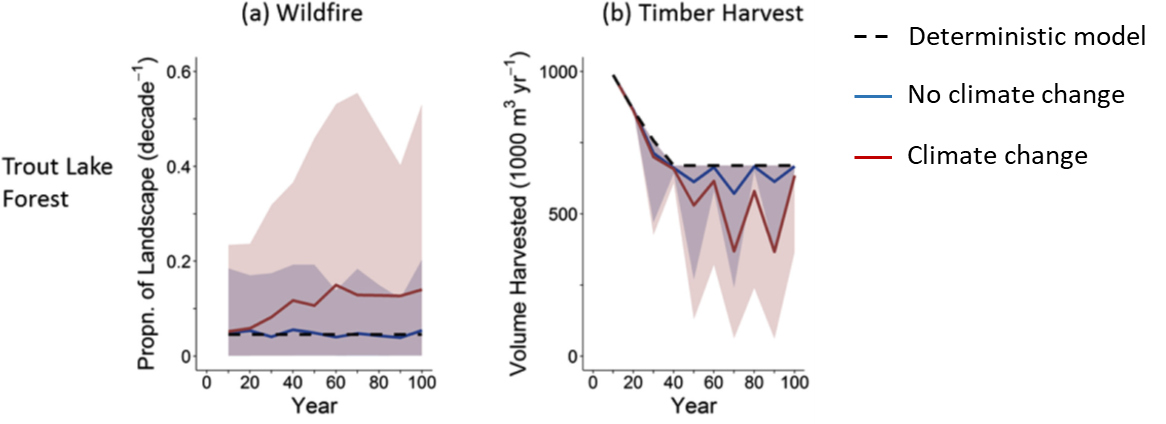 (a) Wildfire
(b) Timber Harvest
Deterministic model
No climate change
Climate change
Trout Lake
Forest
Propn. of Landscape (decade⁻¹)
0.6
0.4
0.2
0
0 20 40 60 80 100
Year
Volume Harvested (1000 m³ yr⁻¹)
1000
500
0
0 20 40 60 80 100
Year